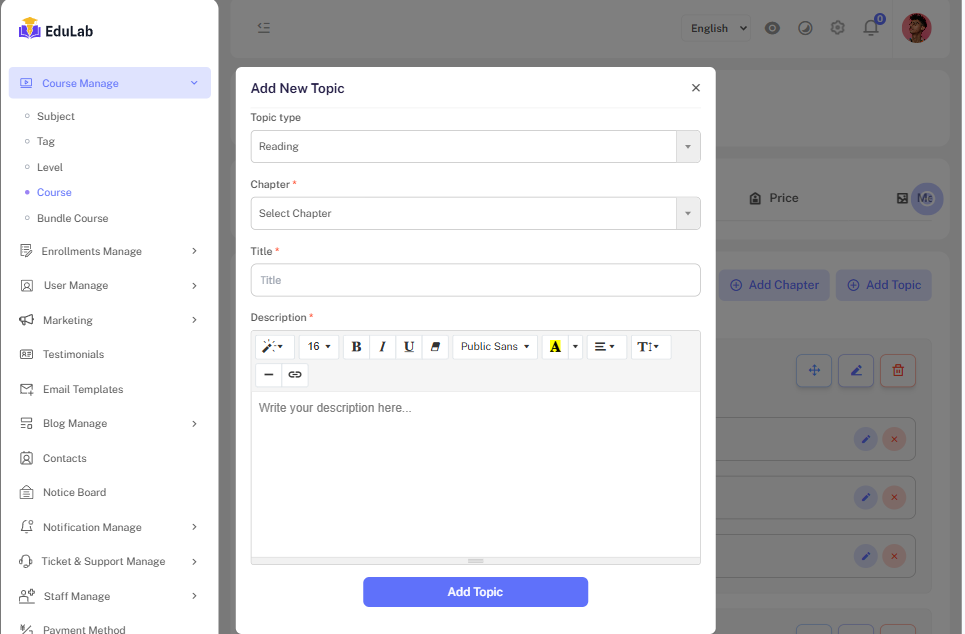 EduLab
Course Manage
Subject
Tag
Level
Course
Bundle Course
Enrollments Manage
User Manage
Marketing
Testimonials
Email Templates
Blog Manage
Contacts
Notice Board
Notification Manage
Ticket & Support Manage
Staff Manage
Payment Method
English
0
Add New Topic
Topic type
Reading
Chapter *
Select Chapter
Title *
Title
Description *
16 B I U Public Sans A T
Write your description here...
Add Topic
Price
Add Chapter Add Topic